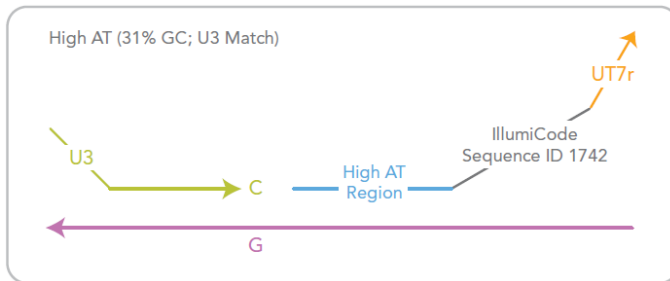 High AT (31% GC; U3 Match)
UT7r
U3
IllumiCode
Sequence ID 1742
High AT
Region
C
G